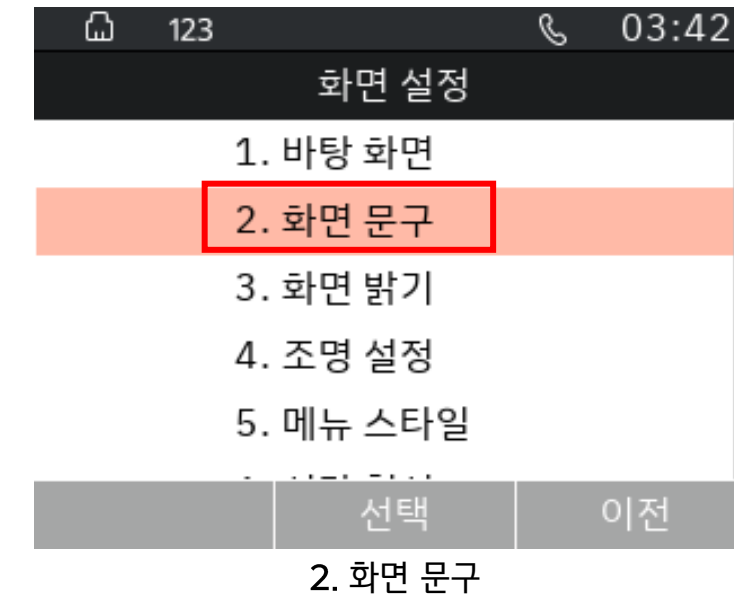 123 03:42
화면 설정
1. 바탕 화면
2. 화면 문구
3. 화면 밝기
4. 조명 설정
5. 메뉴 스타일
선택 이전
2. 화면 문구